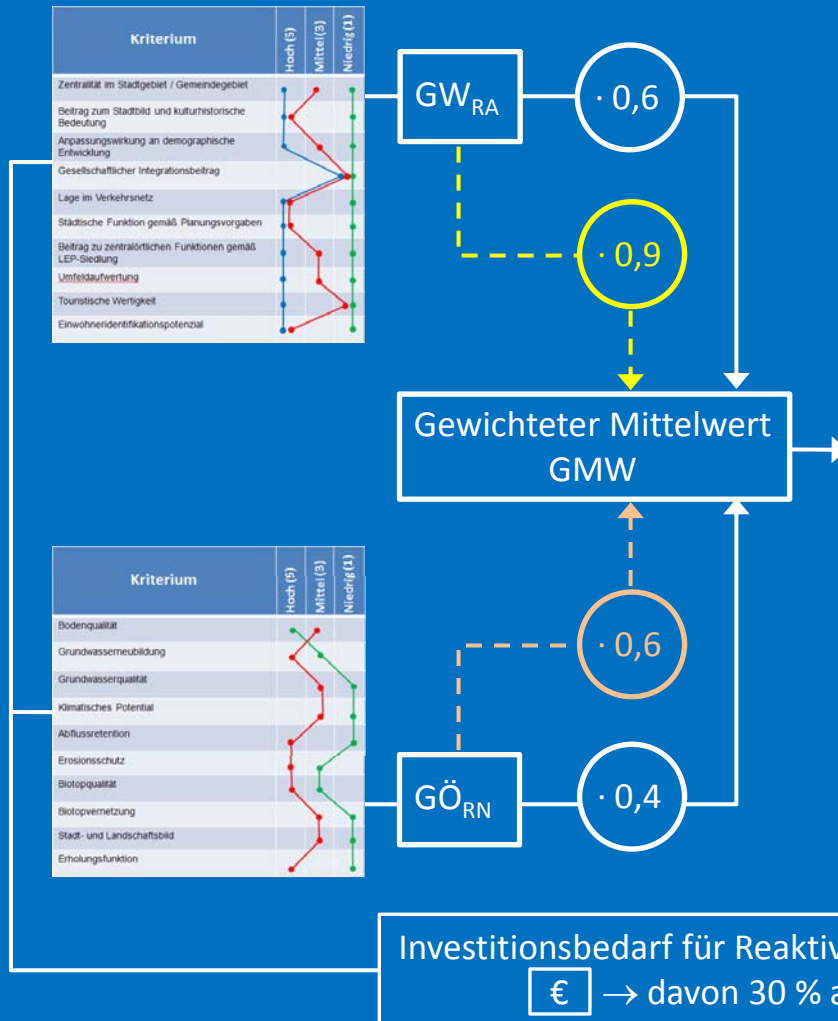 Kriterium
Hoch (5)
Mittel (3)
Niedrig (1)
Zentralität im Stadtgebiet / Gemeindegebiet
Beitrag zum Stadtbild und kulturhistorische
Bedeutung
Anpassungswirkung an demographische
Entwicklung
Gesellschaftlicher Integrationsbeitrag
Lage im Verkehrsnetz
Städtische Funktion gemäß Planungsvorgaben
Beitrag zu zentralörtlichen Funktionen gemäß
LEP-Siedlung
Umfeldaufwertung
Touristische Wertigkeit
Einwohneridentifikationspotenzial
GW_RA
· 0,6
· 0,9
Gewichteter Mittelwert
GMW
Kriterium
Hoch (5)
Mittel (3)
Niedrig (1)
Bodenqualität
Grundwasserneubildung
Grundwasserqualität
Klimatisches Potential
Abflussretention
Erosionsschutz
Biotopqualität
Biotopvernetzung
Stadt- und Landschaftsbild
Erholungsfunktion
· 0,6
GÖ_RN
· 0,4
Investitionsbedarf für Reaktiv
€ → davon 30 % a